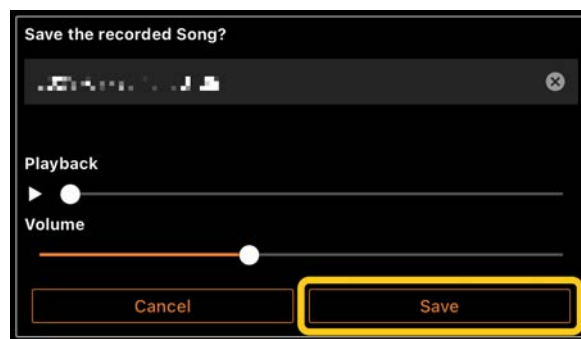 Save the recorded Song?
Playback
Volume
Cancel
Save